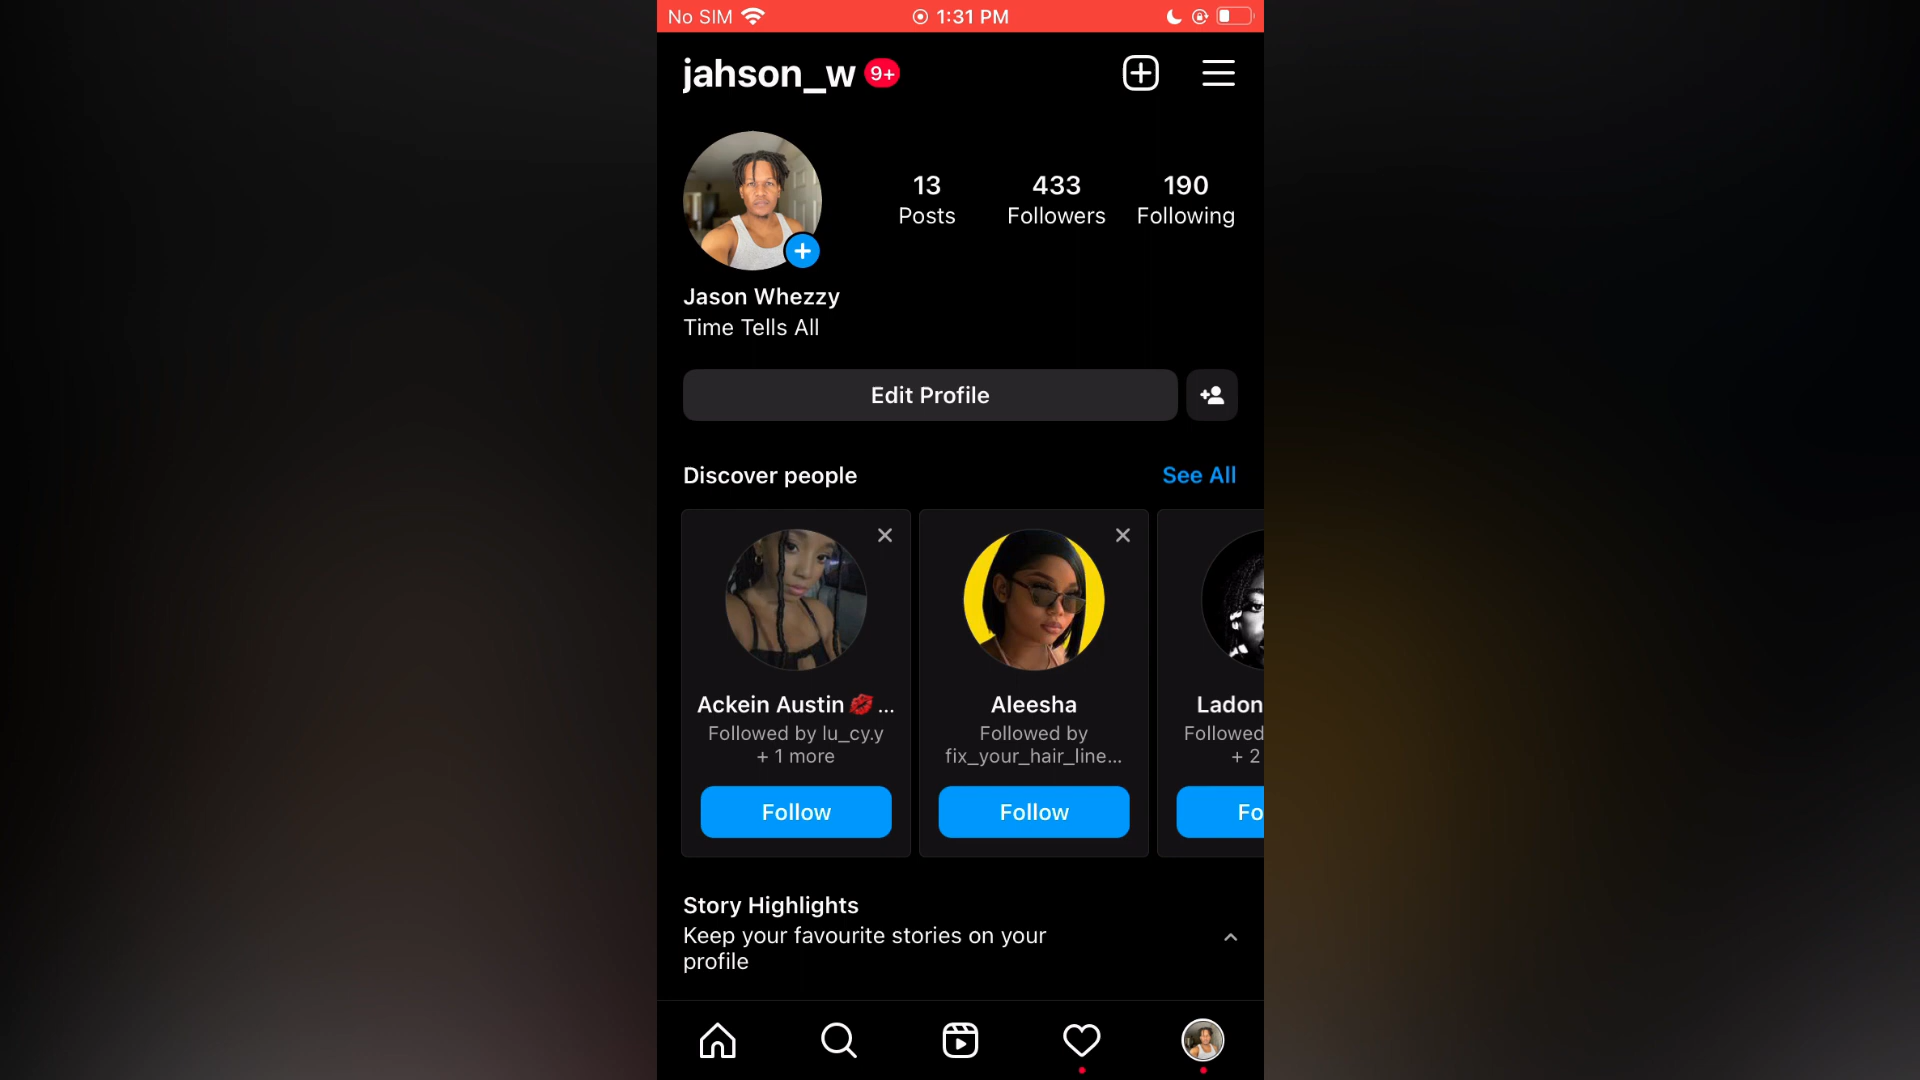 No SIM 1:31 PM
jahson_w 9+
13 433 190
Posts Followers Following
Jason Whezzy
Time Tells All
Edit Profile
Discover people See All
Ackein Austin 💋 ...
Followed by lu_cy.y
+ 1 more
Follow
Aleesha
Followed by
fix_your_hair_line...
Follow
Ladon
Followed
+ 2
Fo
Story Highlights
Keep your favourite stories on your
profile